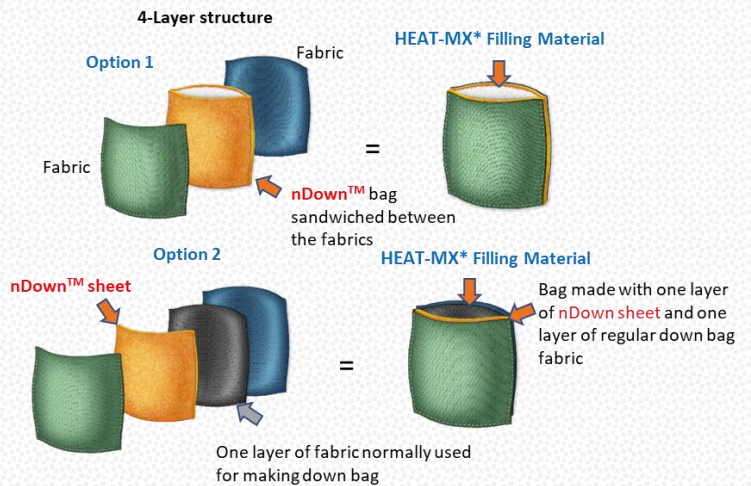 4-Layer structure
Option 1
Fabric
HEAT-MX* Filling Material
Fabric
=
nDown™ bag
sandwiched between
the fabrics
Option 2
HEAT-MX* Filling Material
nDown™ sheet
Bag made with one layer
of nDown sheet and one
layer of regular down bag
fabric
=
One layer of fabric normally used
for making down bag